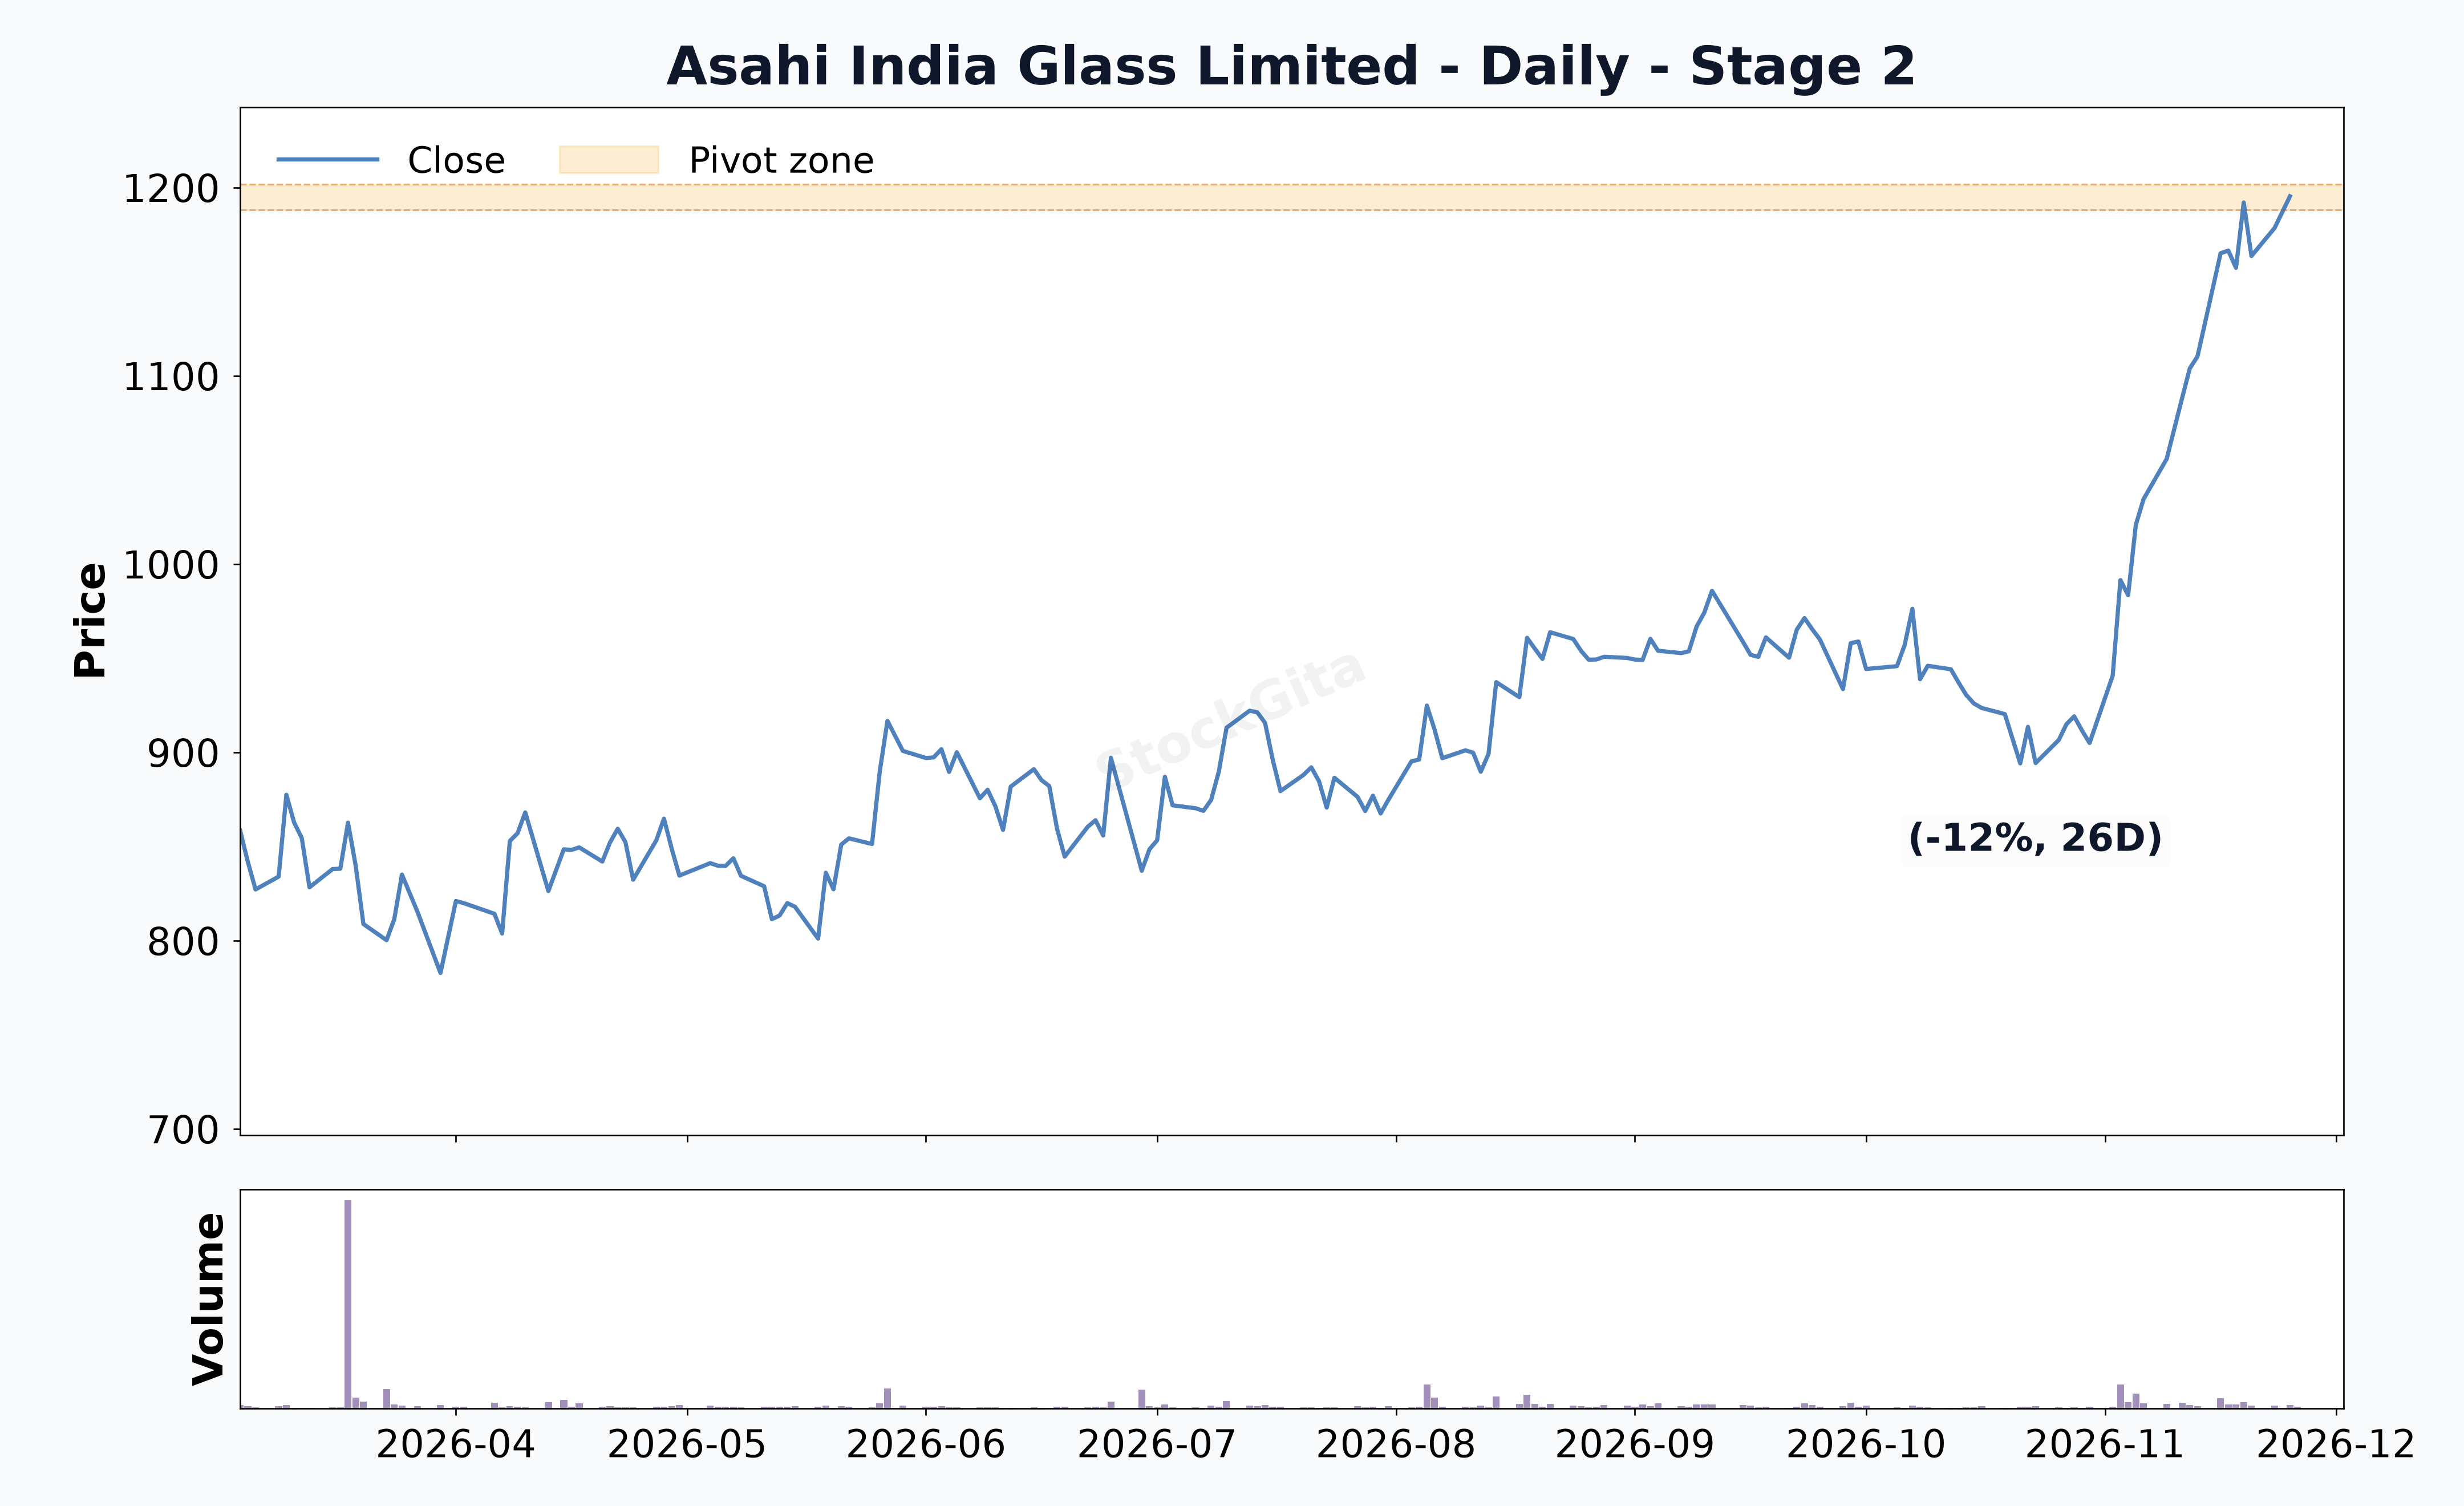 Asahi India Glass Limited - Daily - Stage 2
Close
Pivot zone
1200
1100
1000
900
800
700
Price
StockGita
(-12%, 26D)
Volume
2026-04
2026-05
2026-06
2026-07
2026-08
2026-09
2026-10
2026-11
2026-12